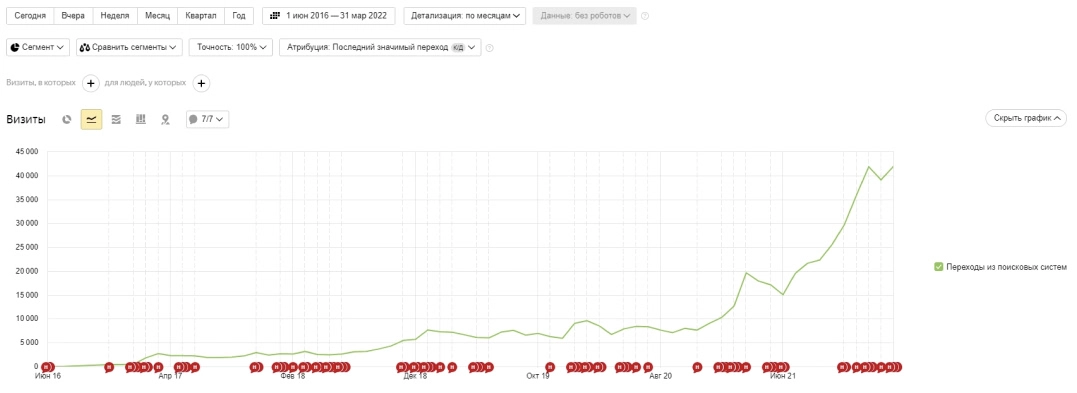 Сегодня Вчера Неделя Месяц Квартал Год 1 июн 2016 — 31 мар 2022 Детализация: по месяцам Данные: без роботов
Сегмент Сравнить сегменты Точность: 100% Атрибуция: Последний значимый переход к/д
Визиты, в которых + для людей, у которых +
Визиты 7/7 Скрыть график
45 000
40 000
35 000
30 000
25 000
20 000
15 000
10 000
5 000
0
Переходы из поисковых систем
Июн 16 Апр 17 Фев 18 Дек 18 Окт 19 Авг 20 Июн 21